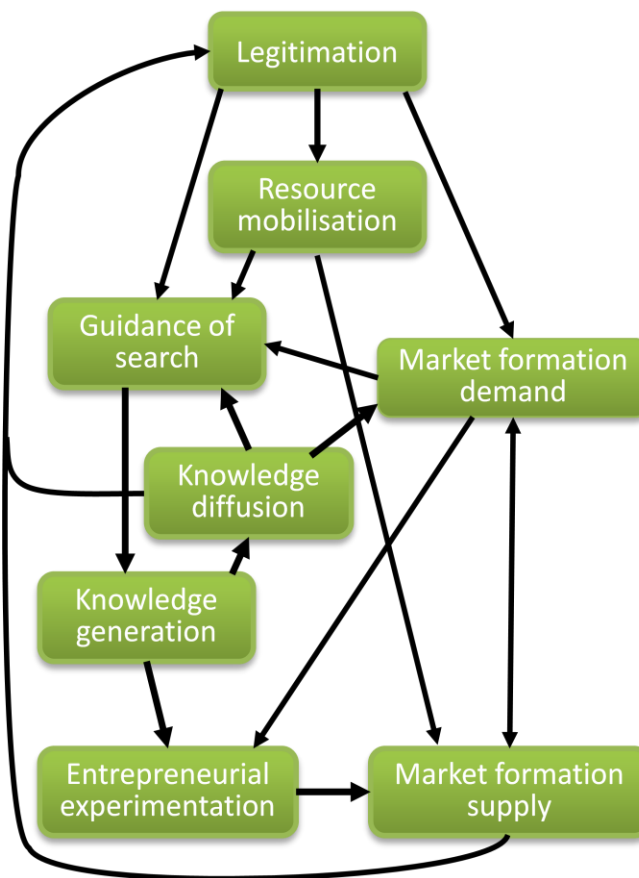 Legitimation
Resource
mobilisation
Guidance of
search
Market formation
demand
Knowledge
diffusion
Knowledge
generation
Entrepreneurial
experimentation
Market formation
supply